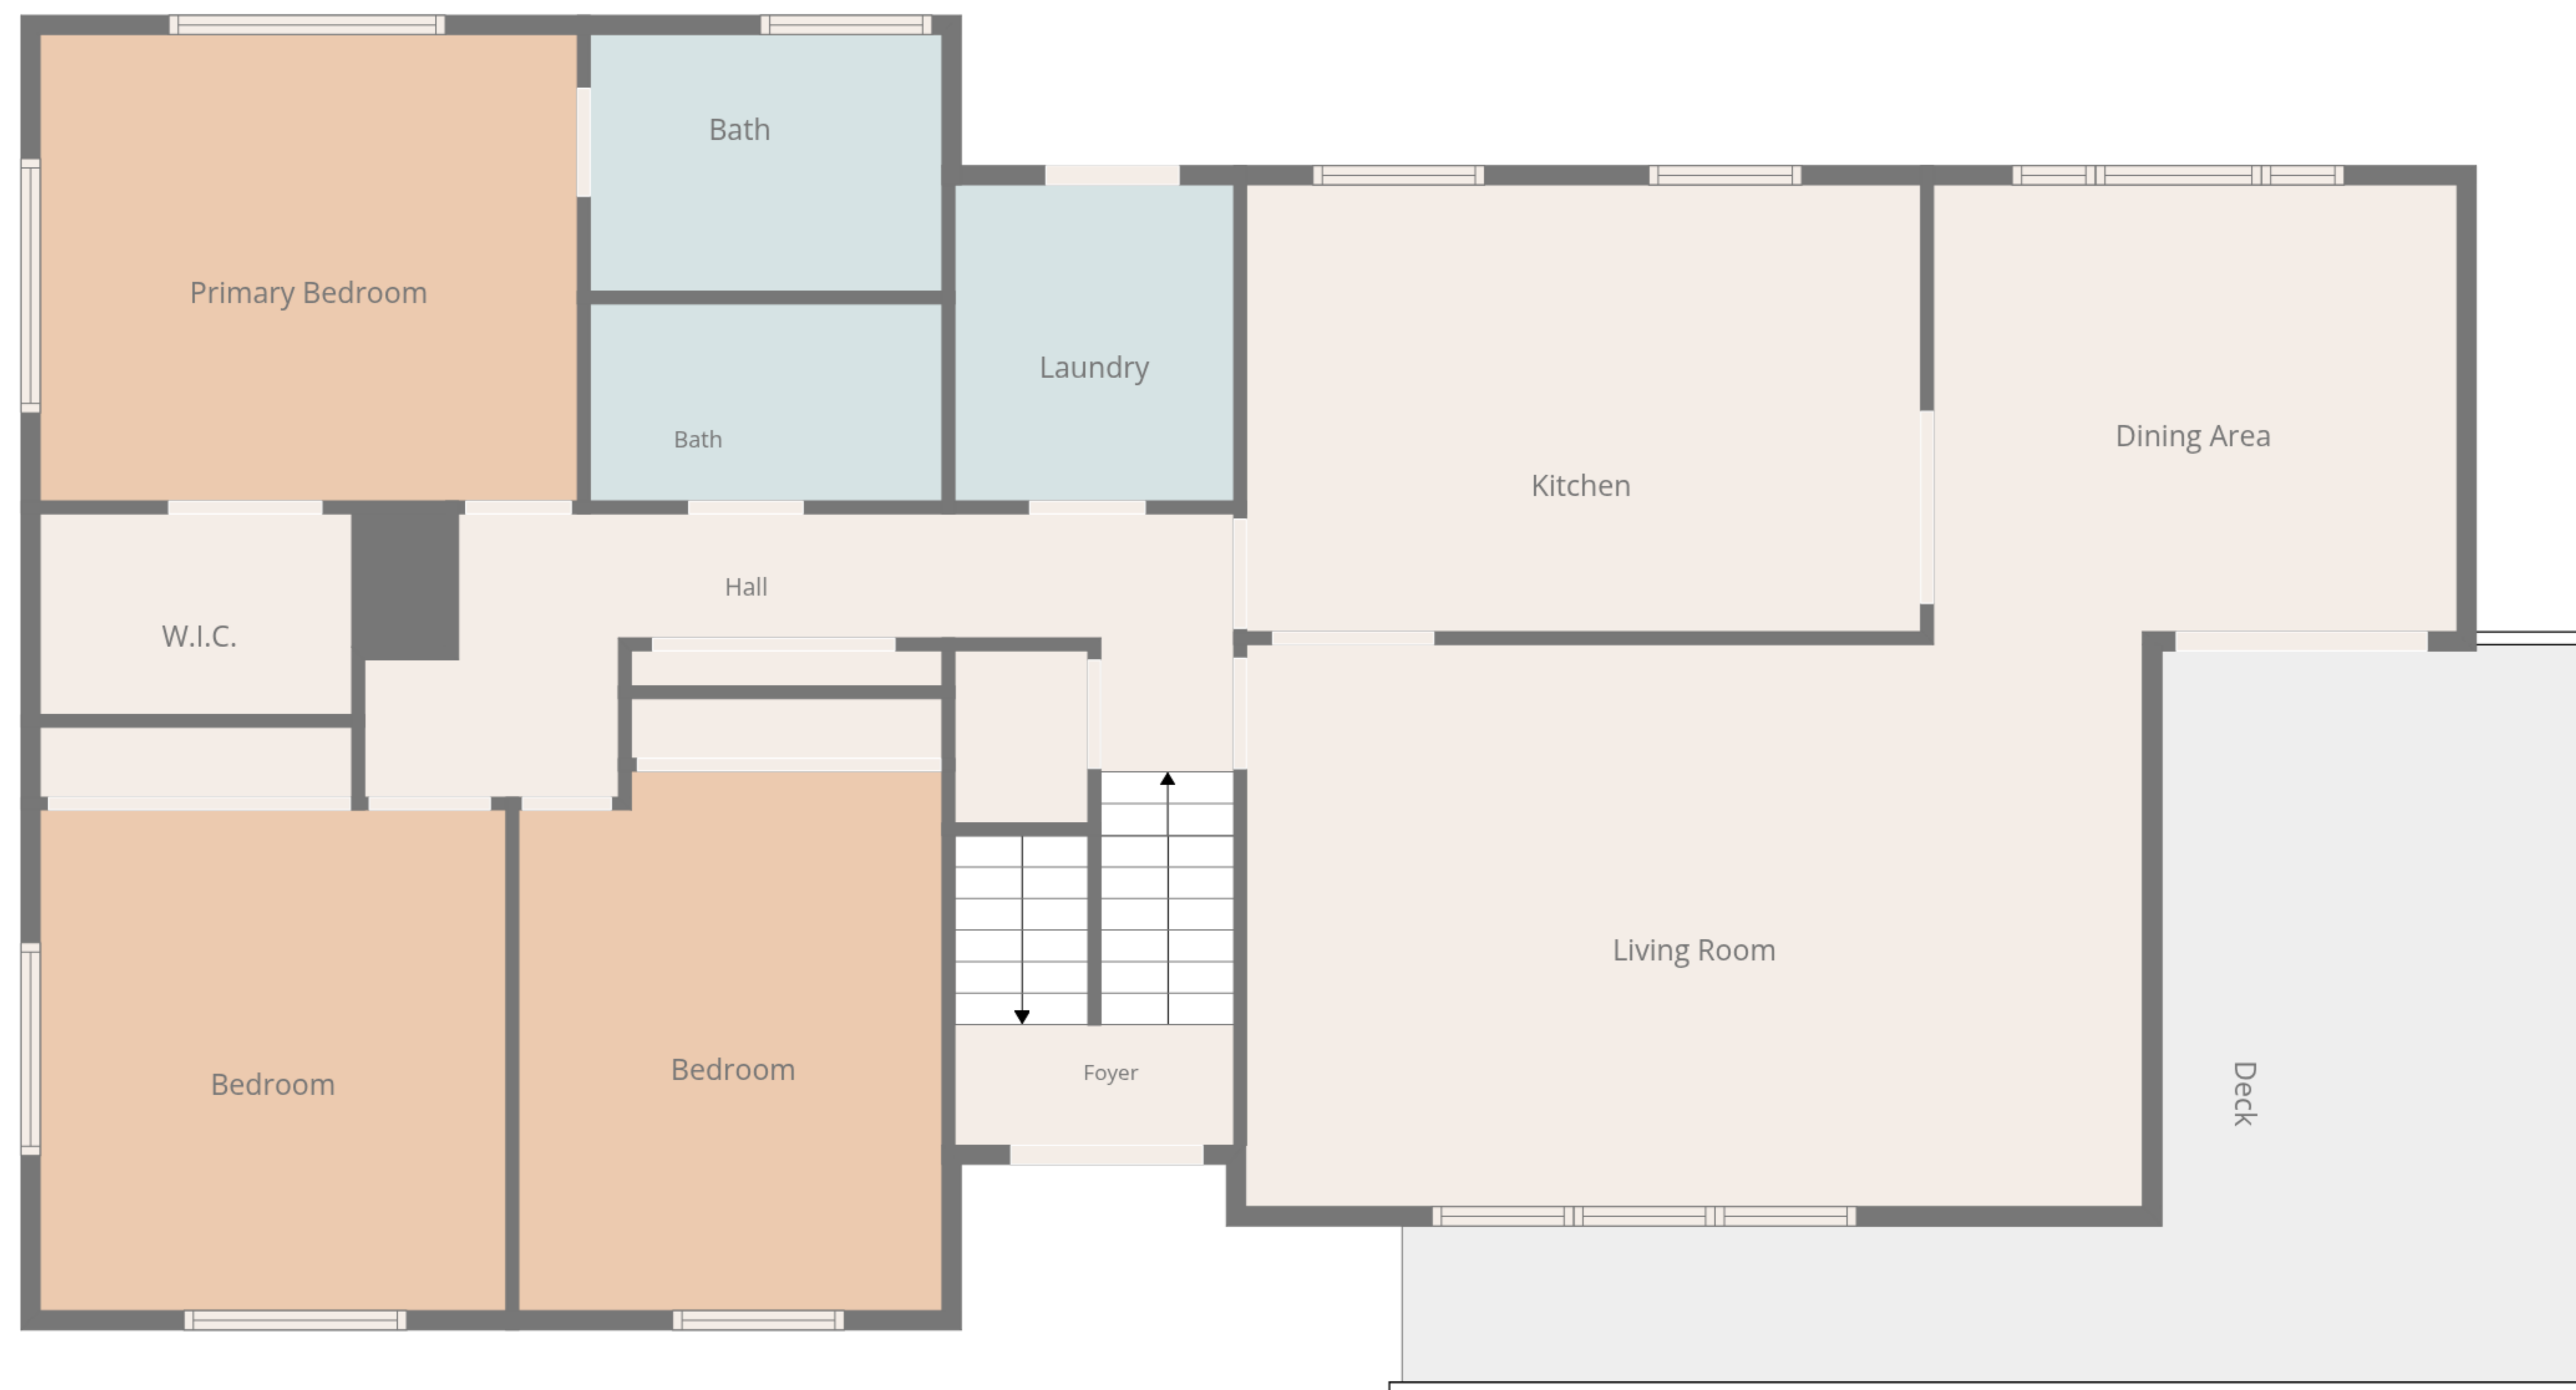 Bath
Primary Bedroom
Laundry
Dining Area
Bath
Kitchen
Hall
W.I.C.
Living Room
Bedroom
Foyer
Bedroom
Deck